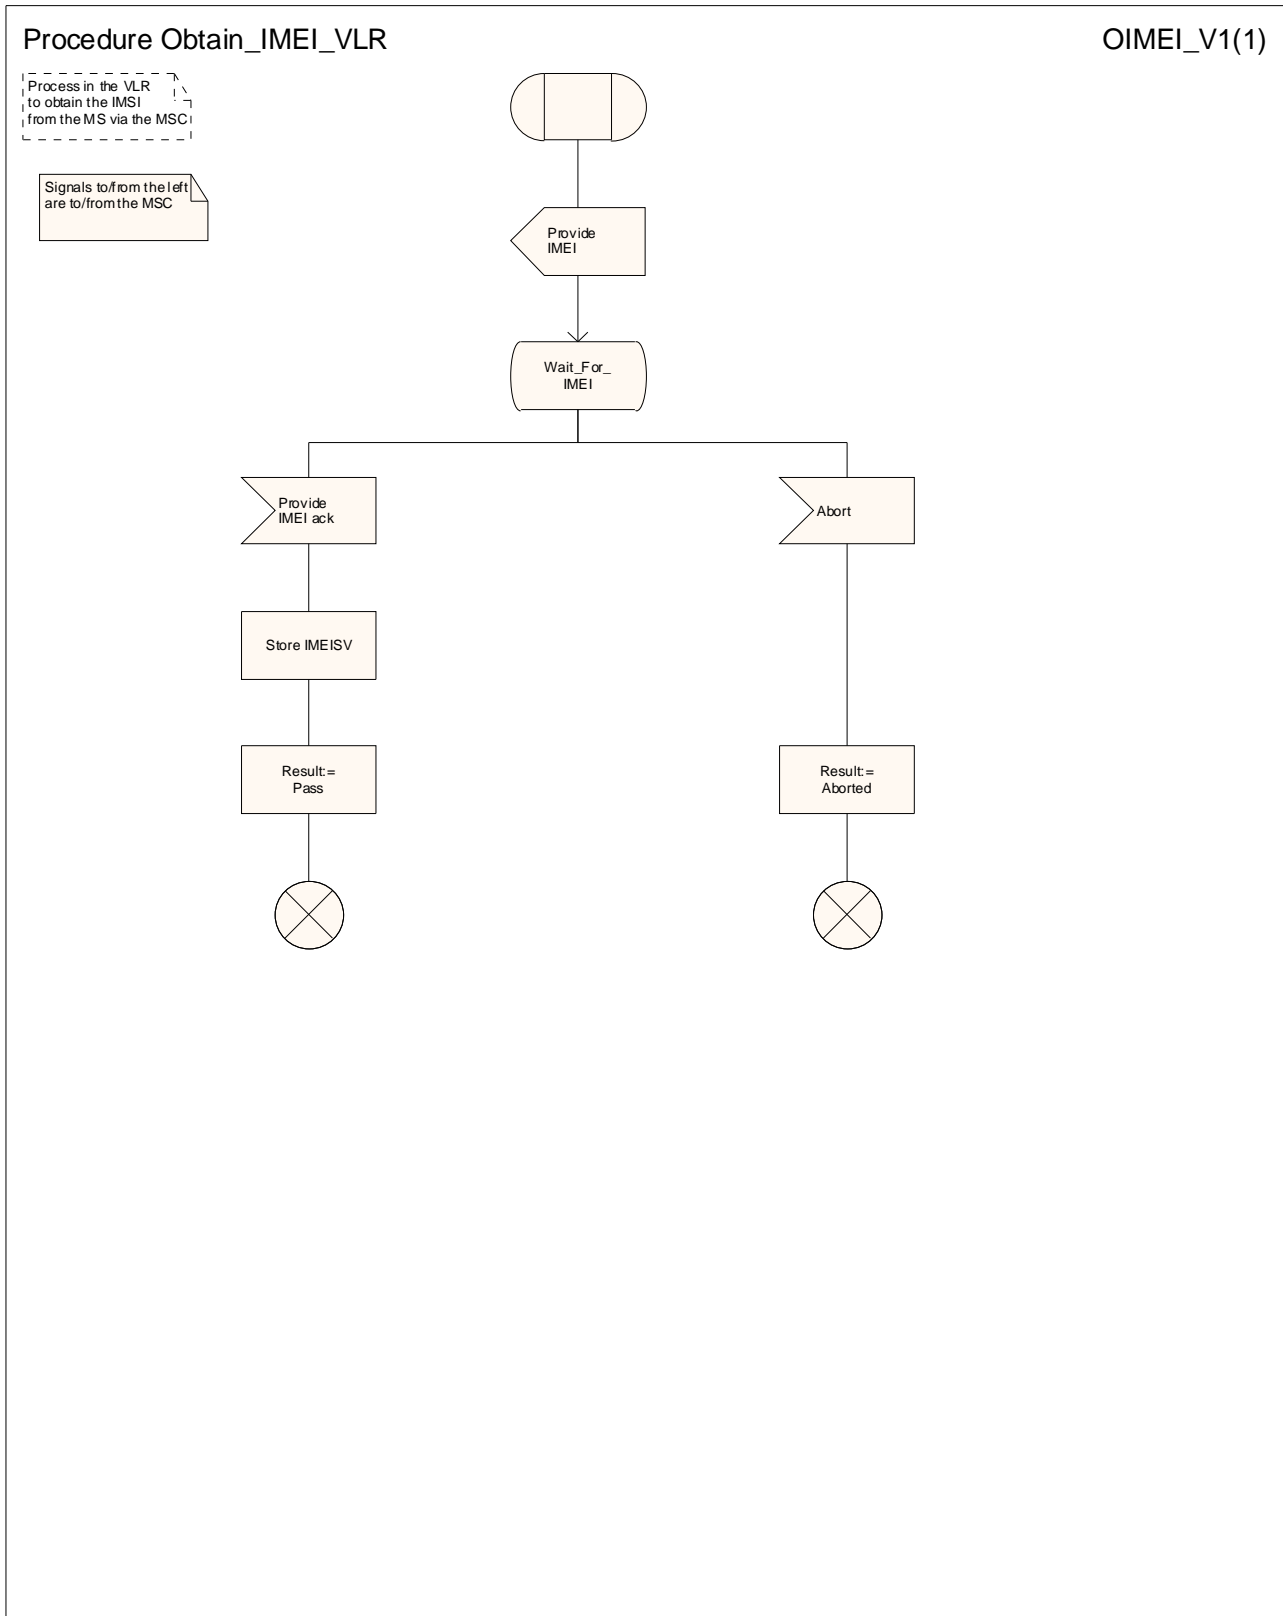 Procedure Obtain_IMEI_VLR
OIMEI_V1(1)
Process in the VLR
to obtain the IMSI
from the MS via the MSC
Signals to/from the left
are to/from the MSC
Provide
IMEI
Wait_For_
IMEI
Provide
IMEI ack
Abort
Store IMEISV
Result:=
Pass
Result:=
Aborted